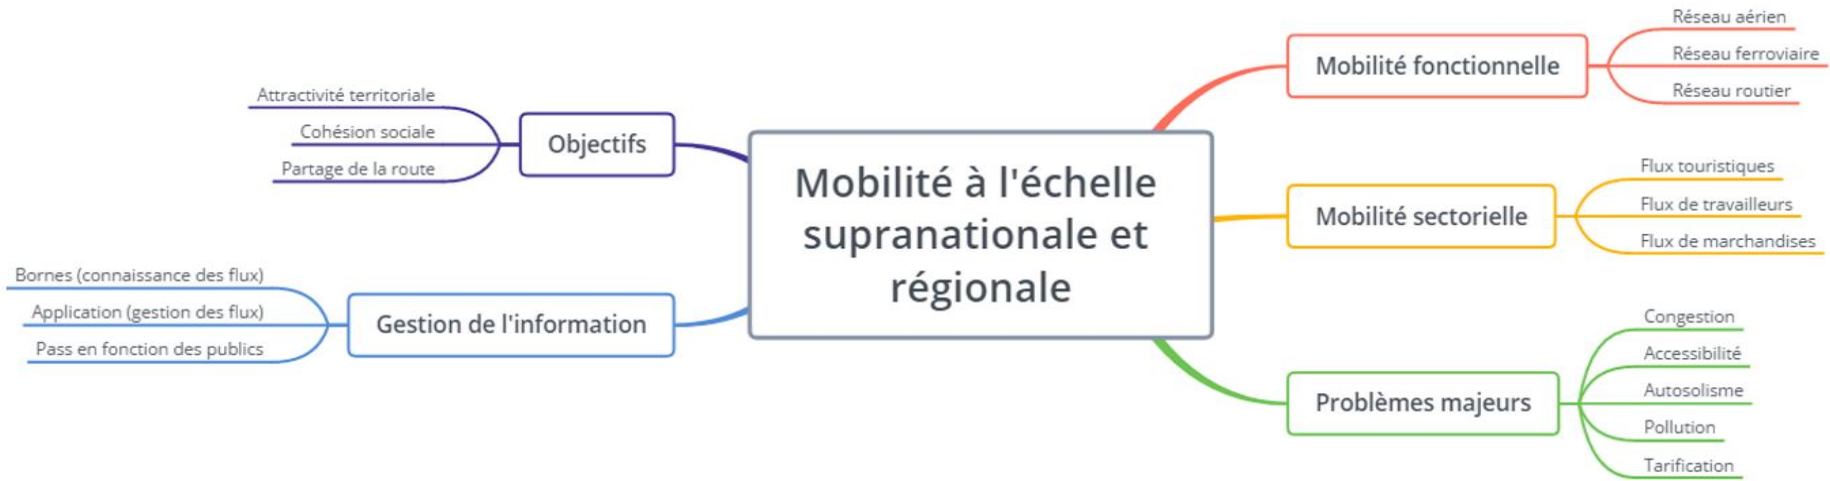 Mobilité à l'échelle
supranationale et
régionale
Mobilité fonctionnelle
Réseau aérien
Réseau ferroviaire
Réseau routier
Mobilité sectorielle
Flux touristiques
Flux de travailleurs
Flux de marchandises
Problèmes majeurs
Congestion
Accessibilité
Autosolisme
Pollution
Tarification
Objectifs
Attractivité territoriale
Cohésion sociale
Partage de la route
Gestion de l'information
Bornes (connaissance des flux)
Application (gestion des flux)
Pass en fonction des publics